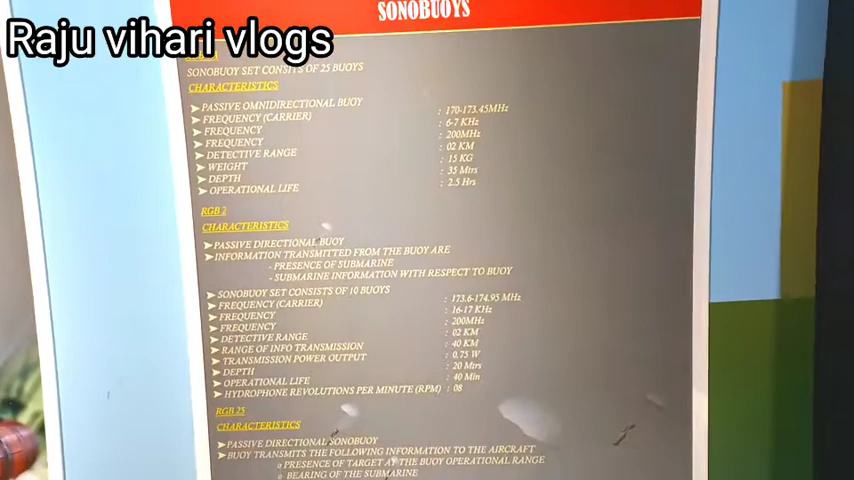 SONOBUOYS
Raju vihari vlogs
SONOBUOY SET CONSITS OF 25 BUOYS
CHARACTERISTICS
➤PASSIVE OMNIDIRECTIONAL BUOY
➤FREQUENCY (CARRIER) : 170-173.45MHz
➤FREQUENCY : 6-7 KHz
➤FREQUENCY : 200MHz
➤DETECTIVE RANGE : 02 KM
➤WEIGHT : 15 KG
➤DEPTH : 35 Mtrs
➤OPERATIONAL LIFE : 2.5 Hrs
RGB 2
CHARACTERISTICS
➤PASSIVE DIRECTIONAL BUOY
➤INFORMATION TRANSMITTED FROM THE BUOY ARE
- PRESENCE OF SUBMARINE
- SUBMARINE INFORMATION WITH RESPECT TO BUOY
➤SONOBUOY SET CONSISTS OF 10 BUOYS
➤FREQUENCY (CARRIER) : 173.6-174.95 MHz
➤FREQUENCY : 16-17 KHz
➤FREQUENCY : 200MHz
➤DETECTIVE RANGE : 02 KM
➤RANGE OF INFO TRANSMISSION : 40 KM
➤TRANSMISSION POWER OUTPUT : 0.75 W
➤DEPTH : 20 Mtrs
➤OPERATIONAL LIFE : 40 Min
➤HYDROPHONE REVOLUTIONS PER MINUTE (RPM) : 08
RGB 25
CHARACTERISTICS
➤PASSIVE DIRECTIONAL SONOBUOY
➤BUOY TRANSMITS THE FOLLOWING INFORMATION TO THE AIRCRAFT
o PRESENCE OF TARGET AT THE BUOY OPERATIONAL RANGE
o BEARING OF THE SUBMARINE